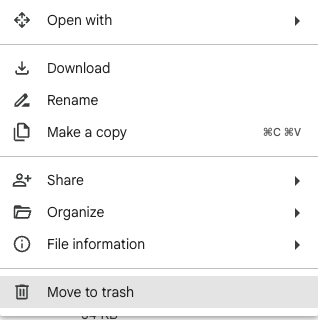 Open with
Download
Rename
Make a copy ⌘C ⌘V
Share
Organize
File information
Move to trash